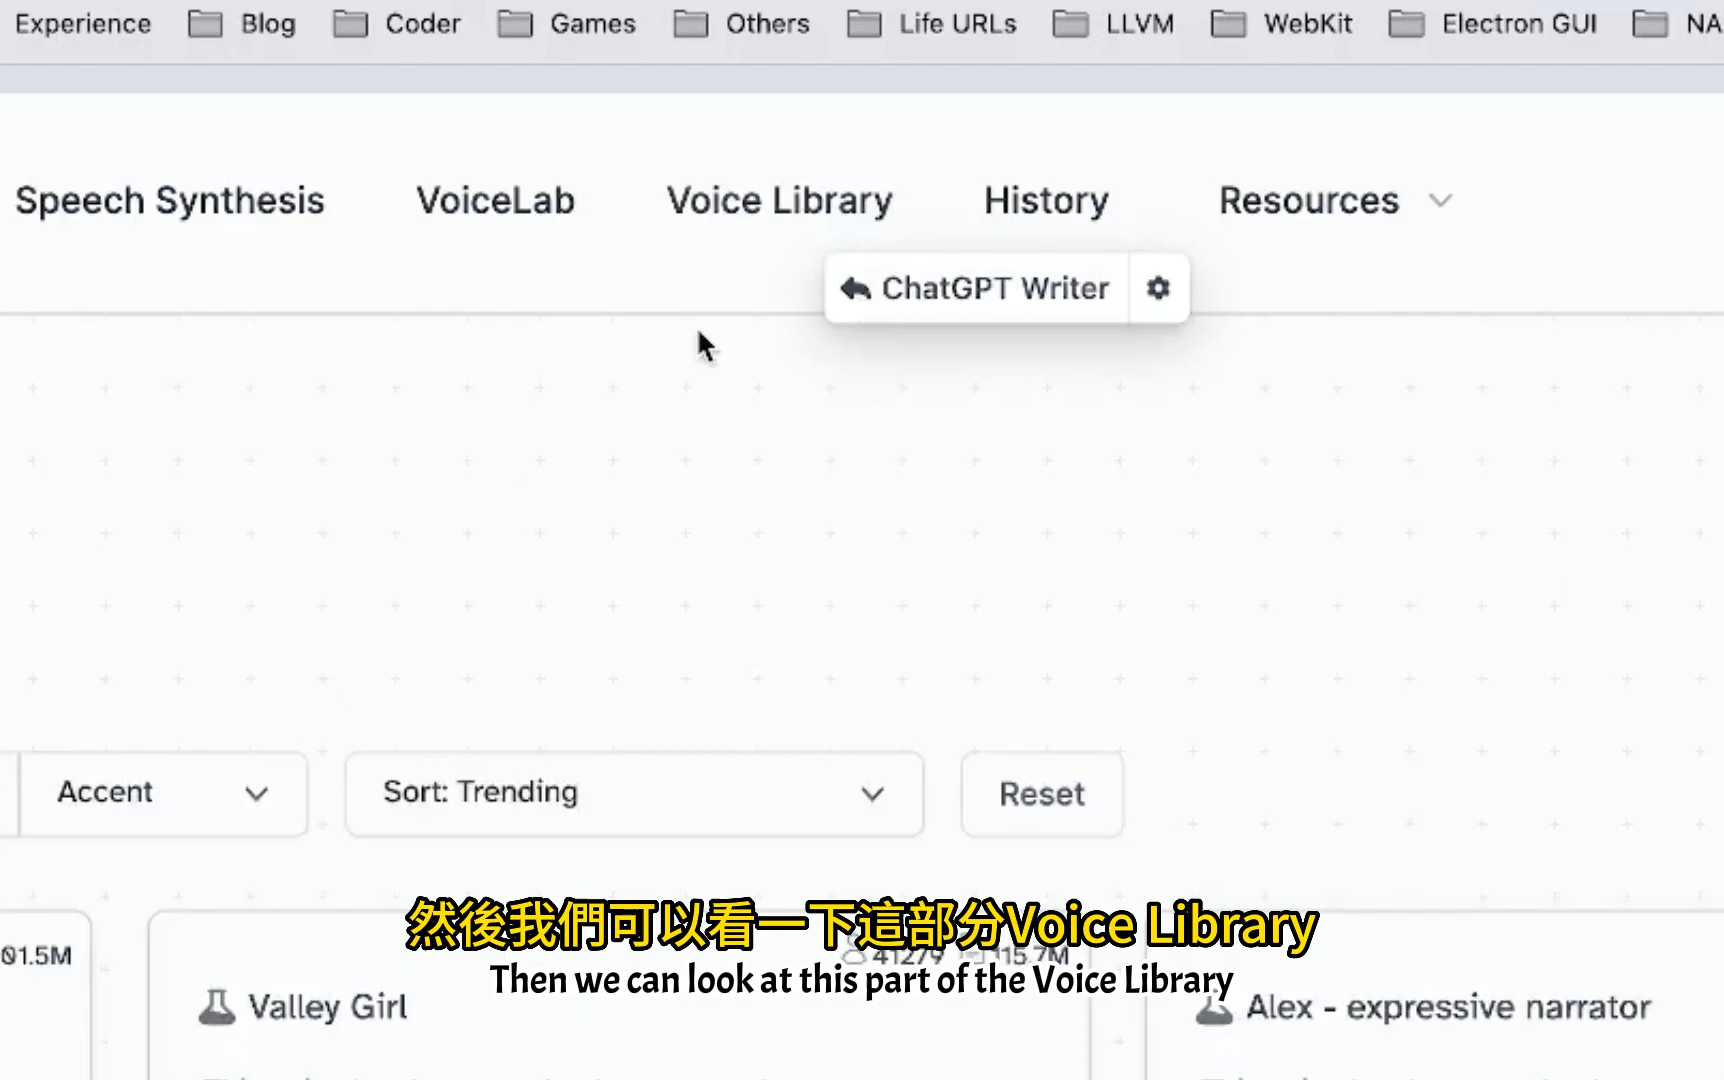 Experience Blog Coder Games Others Life URLs LLVM WebKit Electron GUI NA
Speech Synthesis VoiceLab Voice Library History Resources
ChatGPT Writer
Accent Sort: Trending Reset
然後我們可以看一下這部分Voice Library
01.5M 41279 15.7M
Then we can look at this part of the Voice Library
Valley Girl Alex - expressive narrator